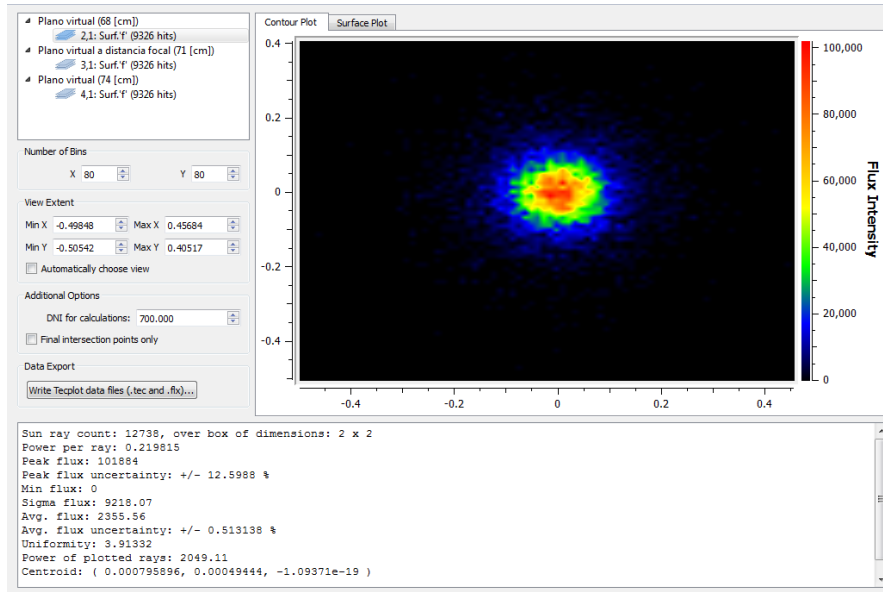 Plano virtual (68 [cm])
2,1: Surf.'f' (9326 hits)
Plano virtual a distancia focal (71 [cm])
3,1: Surf.'f' (9326 hits)
Plano virtual (74 [cm])
4,1: Surf.'f' (9326 hits)
Number of Bins
X 80 Y 80
View Extent
Min X -0.49848 Max X 0.45684
Min Y -0.50542 Max Y 0.40517
Automatically choose view
Additional Options
DNI for calculations: 700.000
Final intersection points only
Data Export
Write Tecplot data files (.tec and .flx)...
Contour Plot Surface Plot
0.4
0.2
0
-0.2
-0.4
-0.4 -0.2 0 0.2 0.4
100,000
80,000
60,000
40,000
20,000
0
Flux Intensity
Sun ray count: 12738, over box of dimensions: 2 x 2
Power per ray: 0.219815
Peak flux: 101884
Peak flux uncertainty: +/- 12.5988 %
Min flux: 0
Sigma flux: 9218.07
Avg. flux: 2355.56
Avg. flux uncertainty: +/- 0.513138 %
Uniformity: 3.91332
Power of plotted rays: 2049.11
Centroid: ( 0.000795896, 0.00049444, -1.09371e-19 )